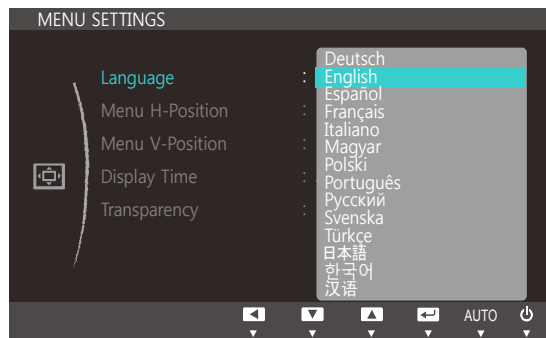 MENU SETTINGS
Language :
Menu H-Position :
Menu V-Position :
Display Time :
Transparency :
Deutsch
English
Español
Français
Italiano
Magyar
Polski
Português
Русский
Svenska
Türkçe
日本語
한국어
汉语
AUTO